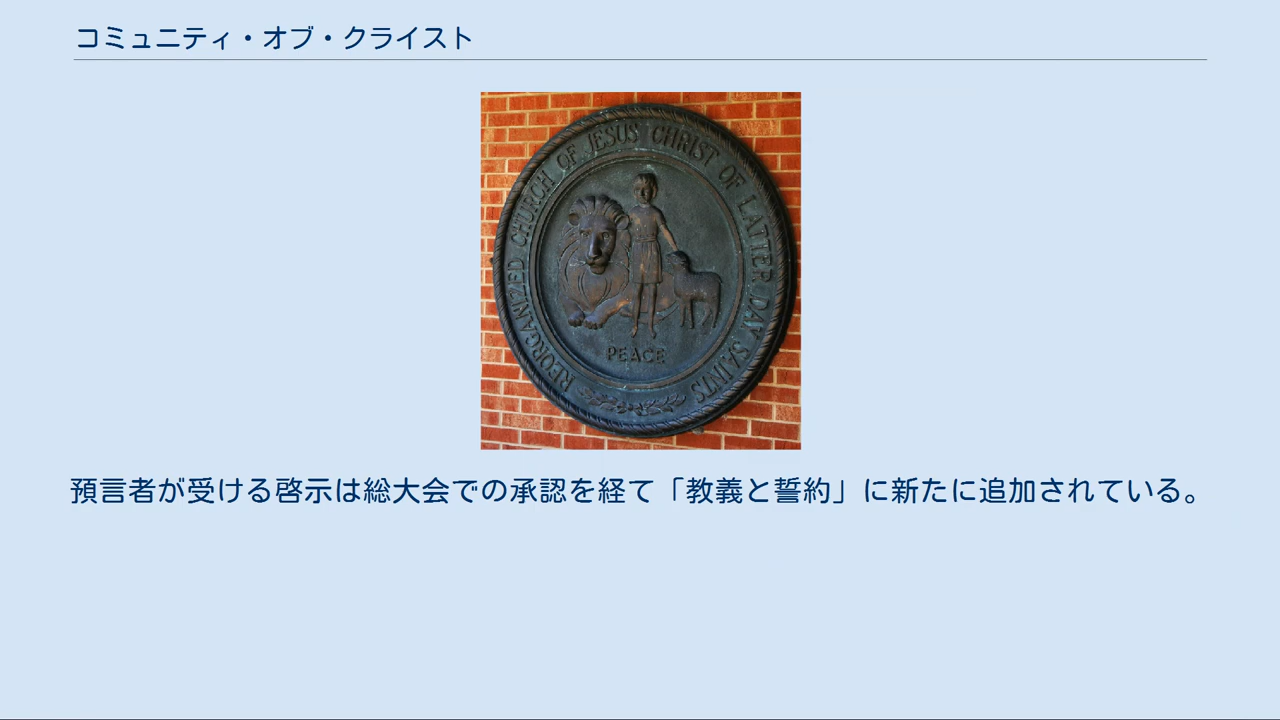 コミュニティ・オブ・クライスト
REORGANIZED CHURCH OF JESUS CHRIST OF LATTER DAY SAINTS
PEACE
預言者が受ける啓示は総大会での承認を経て「教義と誓約」に新たに追加されている。